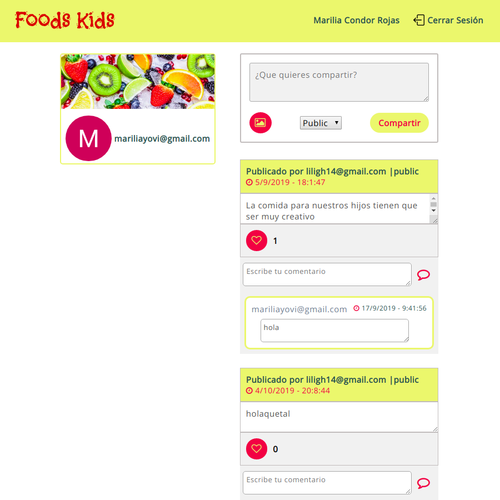 Foods Kids
Marilia Condor Rojas
Cerrar Sesión
M
mariliayovi@gmail.com
¿Que quieres compartir?
Public
Compartir
Publicado por liligh14@gmail.com |public
5/9/2019 - 18:1:47
La comida para nuestros hijos tienen que
ser muy creativo
1
Escribe tu comentario
mariliayovi@gmail.com
17/9/2019 - 9:41:56
hola
Publicado por liligh14@gmail.com |public
4/10/2019 - 20:8:44
holaquetal
0
Escribe tu comentario